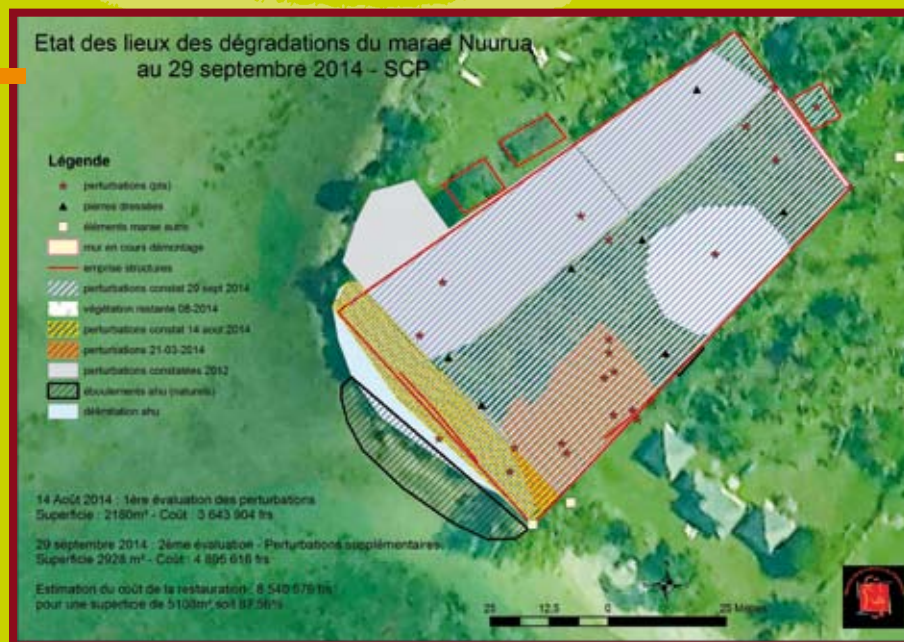 Etat des lieux des dégradations du marae Nuurua
au 29 septembre 2014 - SCP
Légende
perturbations (pts)
pierres dressées
éléments marae autre
mur en cours démontage
emprise structures
perturbations constat 29 sept 2014
végétation restante 08-2014
perturbations constat 14 aout 2014
perturbations 21-03-2014
perturbations constatées 2012
éboulements ahu (naturels)
délimitation ahu
14 Août 2014 : 1ère évaluation des perturbations
Superficie : 2180m² - Coût : 3 643 904 frs
29 septembre 2014 : 2ème évaluation - Perturbations supplémentaires.
Superficie 2928 m² - Coût : 4 895 616 frs
Estimation du coût de la restauration : 8 540 576 frs
pour une superficie de 5108m², soit 87,56%
25 12,5 0 25 Mètres